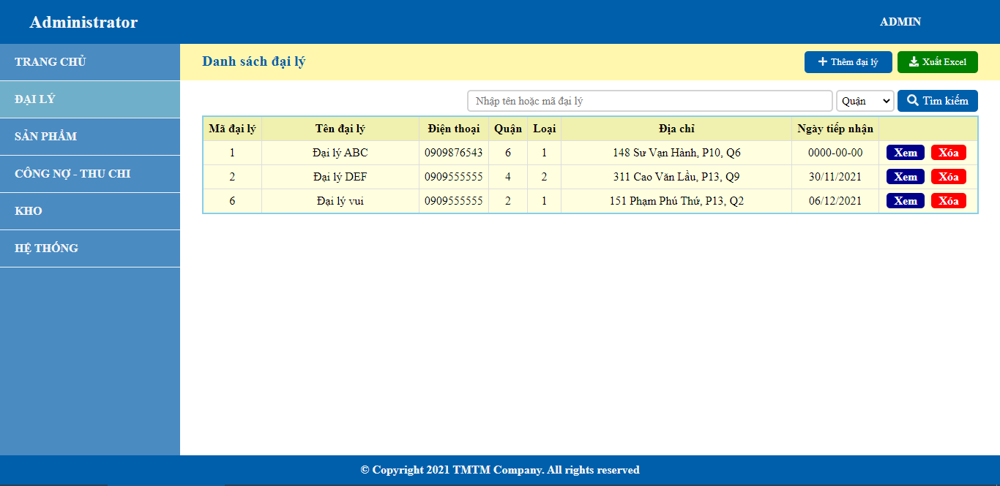 Administrator
ADMIN
TRANG CHỦ
ĐẠI LÝ
SẢN PHẨM
CÔNG NỢ - THU CHI
KHO
HỆ THỐNG
Danh sách đại lý
Thêm đại lý
Xuất Excel
Nhập tên hoặc mã đại lý
Quận
Tìm kiếm
Mã đại lý Tên đại lý Điện thoại Quận Loại Địa chỉ Ngày tiếp nhận
1 Đại lý ABC 0909876543 6 1 148 Sư Vạn Hành, P10, Q6 0000-00-00 Xem Xóa
2 Đại lý DEF 0909555555 4 2 311 Cao Văn Lầu, P13, Q9 30/11/2021 Xem Xóa
6 Đại lý vui 0909555555 2 1 151 Phạm Phú Thứ, P13, Q2 06/12/2021 Xem Xóa
© Copyright 2021 TMTM Company. All rights reserved